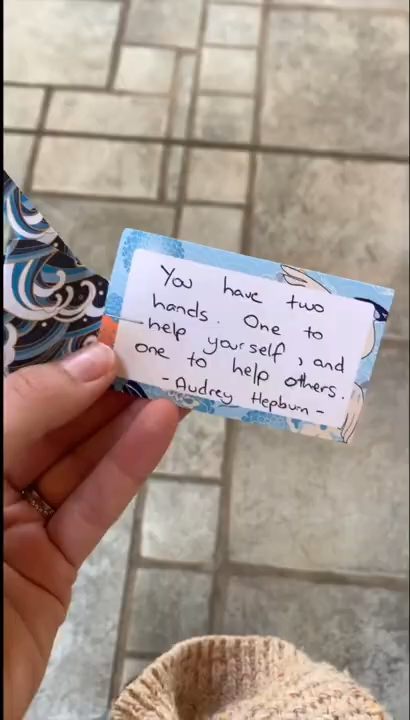 You have two
hands. One to
help yourself, and
one to help others.
- Audrey Hepburn -